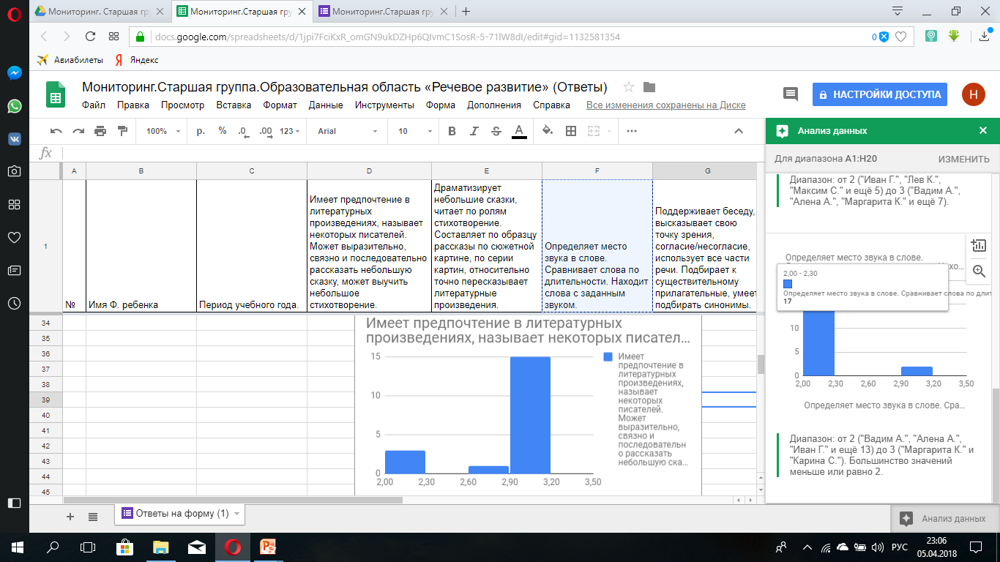 Мониторинг. Старшая гру
Мониторинг.Старшая гру
Мониторинг.Старшая гру
docs.google.com/spreadsheets/d/1jpi7FciKxR_omGN9ukDZHp6QIvmC1SosR-5-71lW8dI/edit#gid=1132581354
0
Авиабилеты
Яндекс
Мониторинг.Старшая группа.Образовательная область «Речевое развитие» (Ответы)
Файл Правка Просмотр Вставка Формат Данные Инструменты Форма Дополнения Справка Все изменения сохранены на Диске
НАСТРОЙКИ ДОСТУПА
Н
100% р. % .0 .00 123 Arial 10 B I S A
fx
Анализ данных
Для диапазона A1:H20
ИЗМЕНИТЬ
A B C D E F G
1
№
Имя Ф. ребенка
Период учебного года.
Имеет предпочтение в
литературных
произведениях, называет
некоторых писателей.
Может выразительно,
связно и последовательно
рассказать небольшую
сказку, может выучить
небольшое
стихотворение.
Драматизирует
небольшие сказки,
читает по ролям
стихотворение.
Составляет по образцу
рассказы по сюжетной
картине, по серии
картин, относительно
точно пересказывает
литературные
произведения.
Определяет место
звука в слове.
Сравнивает слова по
длительности. Находит
слова с заданным
звуком.
Поддерживает беседу,
высказывает свою
точку зрения,
согласие/несогласие,
использует все части
речи. Подбирает к
существительному
прилагательные, умеет
подбирать синонимы.
34
35
36
37
38
39
40
41
42
43
44
45
Имеет предпочтение в литературных
произведениях, называет некоторых писател...
15
10
5
0
2,00 2,30 2,60 2,90 3,20 3,50
Имеет
предпочтение в
литературных
произведениях,
называет
некоторых
писателей.
Может
выразительно,
связно и
последовательн
о рассказать
небольшую ска...
Диапазон: от 2 ("Иван Г.", "Лев К.",
"Максим С." и ещё 5) до 3 ("Вадим А.",
"Алена А.", "Маргарита К." и ещё 7).
Определяет место звука в слове.
2,00 - 2,30
Определяет место звука в слове. Сравнивает слова по дли
17
10
5
0
2,00 2,30 2,60 2,90 3,20 3,50
Определяет место звука в слове. Сра...
Диапазон: от 2 ("Вадим А.", "Алена А.",
"Иван Г." и ещё 13) до 3 ("Маргарита К." и
"Карина С."). Большинство значений
меньше или равно 2.
Ответы на форму (1)
Анализ данных
РУС
23:06
05.04.2018